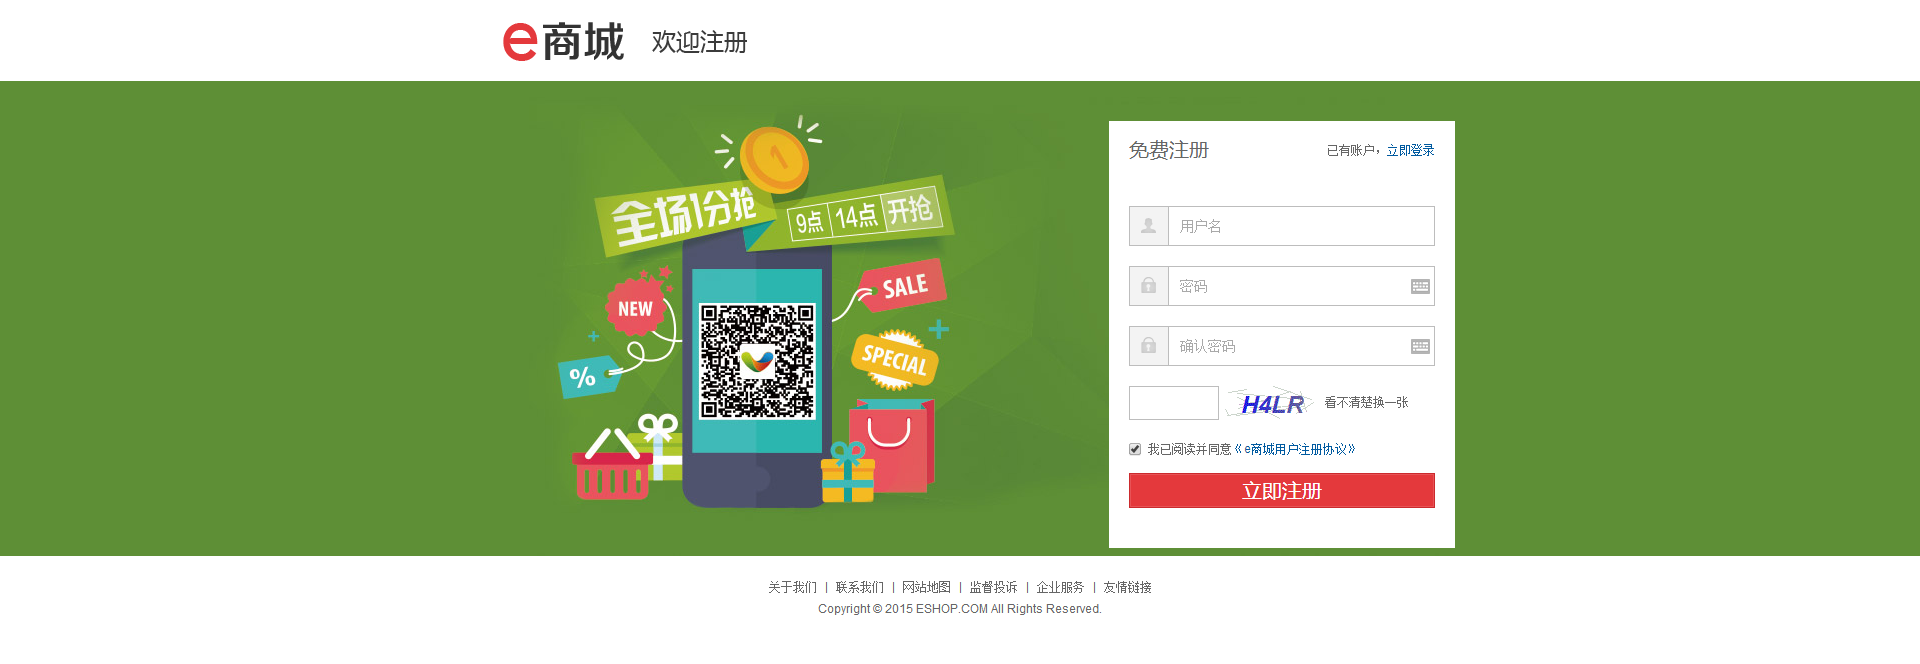 e商城 欢迎注册
全场1分抢
9点 14点 开抢
NEW
SALE
%
SPECIAL
免费注册 已有账户，立即登录
用户名
密码
确认密码
H4LR 看不清楚换一张
我已阅读并同意《e商城用户注册协议》
立即注册
关于我们 | 联系我们 | 网站地图 | 监督投诉 | 企业服务 | 友情链接
Copyright © 2015 ESHOP.COM All Rights Reserved.